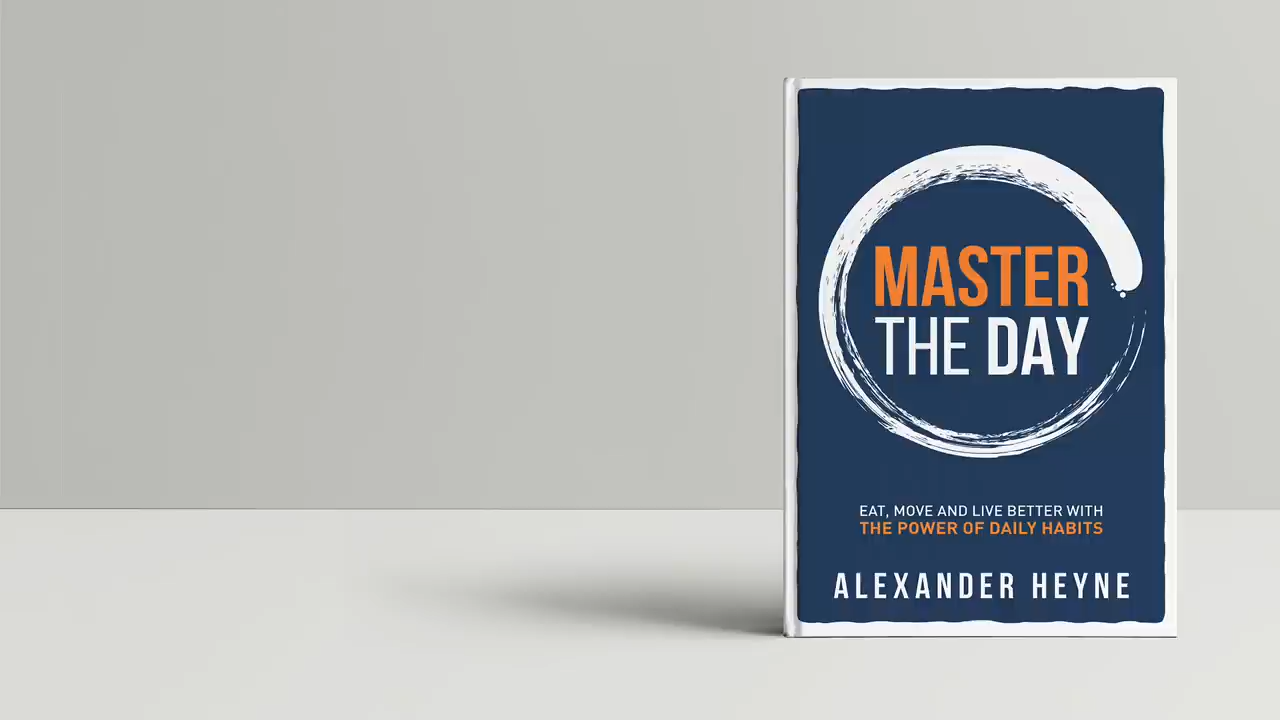 MASTER
THE DAY
EAT, MOVE AND LIVE BETTER WITH
THE POWER OF DAILY HABITS
ALEXANDER HEYNE